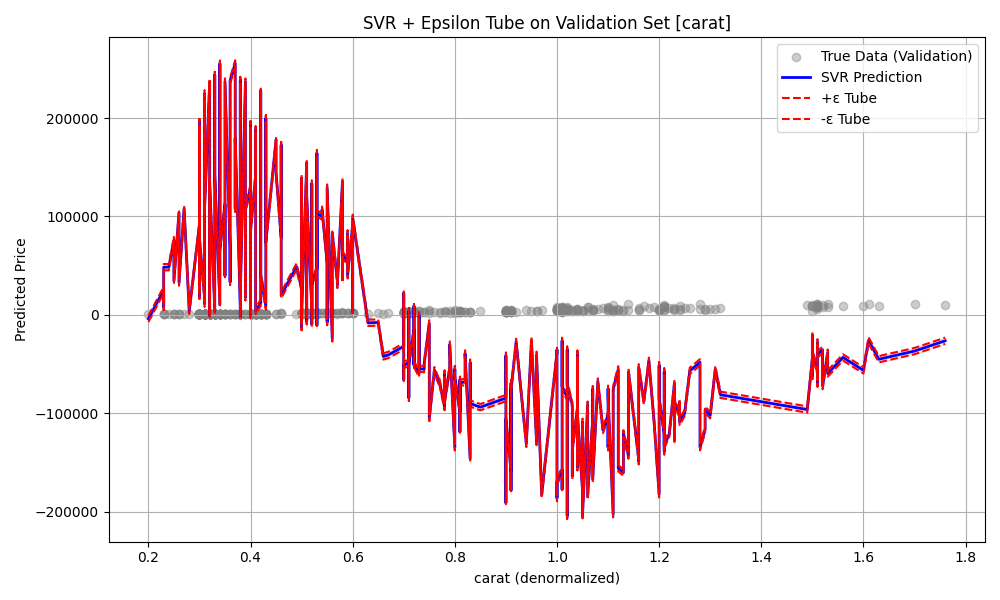 SVR + Epsilon Tube on Validation Set [carat]
True Data (Validation)
SVR Prediction
+ε Tube
-ε Tube
Predicted Price
200000
100000
0
−100000
−200000
0.2 0.4 0.6 0.8 1.0 1.2 1.4 1.6 1.8
carat (denormalized)